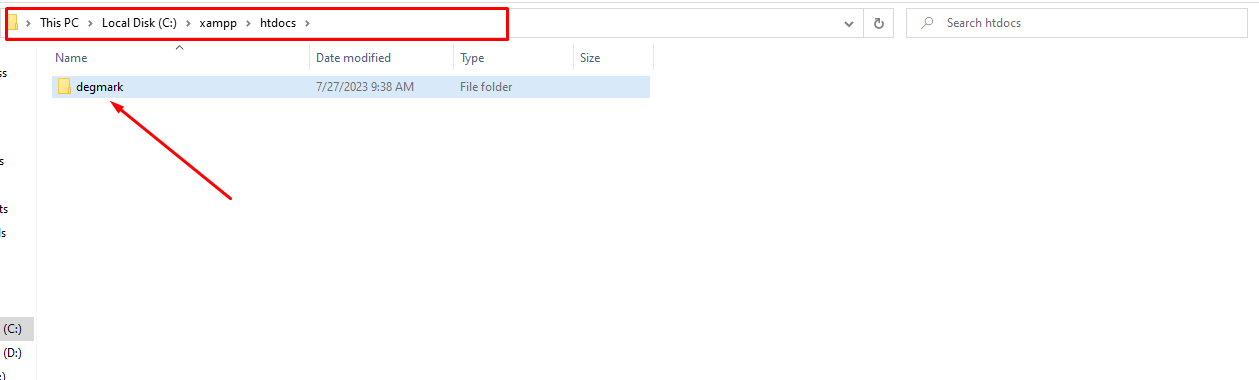 This PC > Local Disk (C:) > xampp > htdocs >
Search htdocs
Name Date modified Type Size
ss
degmark 7/27/2023 9:38 AM File folder
s
ts
ls
(C:)
(D:)